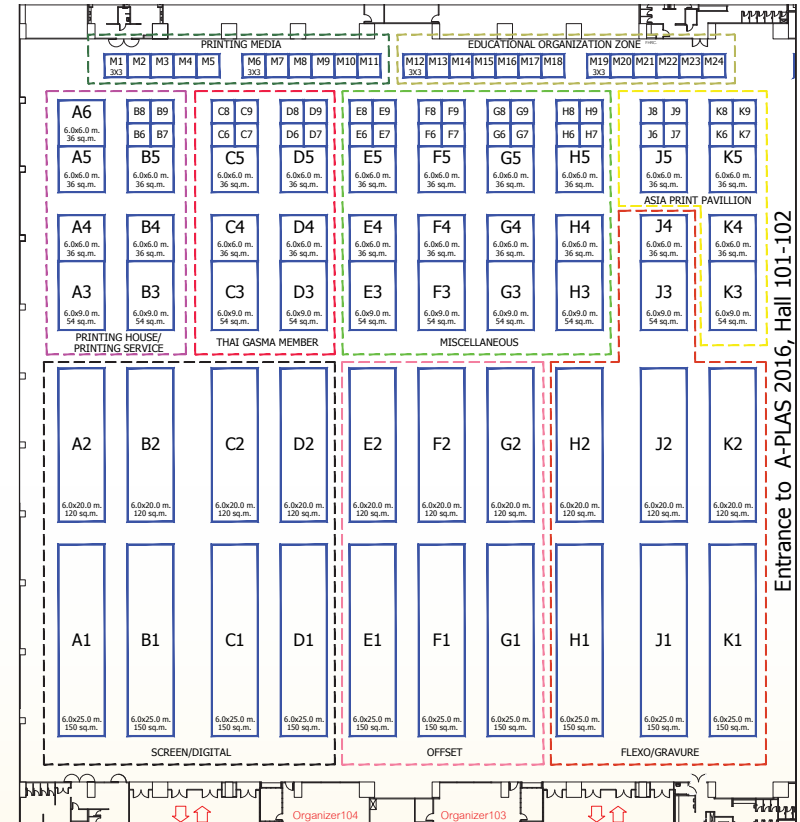 PRINTING MEDIA
EDUCATIONAL ORGANIZATION ZONE
M1 M2 M3 M4 M5 M6 M7 M8 M9 M10 M11 M12 M13 M14 M15 M16 M17 M18 M19 M20 M21 M22 M23 M24
3X3 3X3 3X3 3X3
A6 B8 B9 C8 C9 D8 D9 E8 E9 F8 F9 G8 G9 H8 H9 J8 J9 K8 K9
6.0x6.0 m. B6 B7 C6 C7 D6 D7 E6 E7 F6 F7 G6 G7 H6 H7 J6 J7 K6 K7
36 sq.m.
A5 B5 C5 D5 E5 F5 G5 H5 J5 K5
6.0x6.0 m. 6.0x6.0 m. 6.0x6.0 m. 6.0x6.0 m. 6.0x6.0 m. 6.0x6.0 m. 6.0x6.0 m. 6.0x6.0 m. 6.0x6.0 m. 6.0x6.0 m.
36 sq.m. 36 sq.m. 36 sq.m. 36 sq.m. 36 sq.m. 36 sq.m. 36 sq.m. 36 sq.m. 36 sq.m. 36 sq.m.
ASIA PRINT PAVILLION
A4 B4 C4 D4 E4 F4 G4 H4 J4 K4
6.0x6.0 m. 6.0x6.0 m. 6.0x6.0 m. 6.0x6.0 m. 6.0x6.0 m. 6.0x6.0 m. 6.0x6.0 m. 6.0x6.0 m. 6.0x6.0 m. 6.0x6.0 m.
36 sq.m. 36 sq.m. 36 sq.m. 36 sq.m. 36 sq.m. 36 sq.m. 36 sq.m. 36 sq.m. 36 sq.m. 36 sq.m.
A3 B3 C3 D3 E3 F3 G3 H3 J3 K3
6.0x9.0 m. 6.0x9.0 m. 6.0x9.0 m. 6.0x9.0 m. 6.0x9.0 m. 6.0x9.0 m. 6.0x9.0 m. 6.0x9.0 m. 6.0x9.0 m. 6.0x9.0 m.
54 sq.m. 54 sq.m. 54 sq.m. 54 sq.m. 54 sq.m. 54 sq.m. 54 sq.m. 54 sq.m. 54 sq.m. 54 sq.m.
PRINTING HOUSE/
PRINTING SERVICE
THAI GASMA MEMBER
MISCELLANEOUS
Entrance to A-PLAS 2016, Hall 101-102
A2 B2 C2 D2 E2 F2 G2 H2 J2 K2
6.0x20.0 m. 6.0x20.0 m. 6.0x20.0 m. 6.0x20.0 m. 6.0x20.0 m. 6.0x20.0 m. 6.0x20.0 m. 6.0x20.0 m. 6.0x20.0 m. 6.0x20.0 m.
120 sq.m. 120 sq.m. 120 sq.m. 120 sq.m. 120 sq.m. 120 sq.m. 120 sq.m. 120 sq.m. 120 sq.m. 120 sq.m.
A1 B1 C1 D1 E1 F1 G1 H1 J1 K1
6.0x25.0 m. 6.0x25.0 m. 6.0x25.0 m. 6.0x25.0 m. 6.0x25.0 m. 6.0x25.0 m. 6.0x25.0 m. 6.0x25.0 m. 6.0x25.0 m. 6.0x25.0 m.
150 sq.m. 150 sq.m. 150 sq.m. 150 sq.m. 150 sq.m. 150 sq.m. 150 sq.m. 150 sq.m. 150 sq.m. 150 sq.m.
SCREEN/DIGITAL
OFFSET
FLEXO/GRAVURE
Organizer104
Organizer103